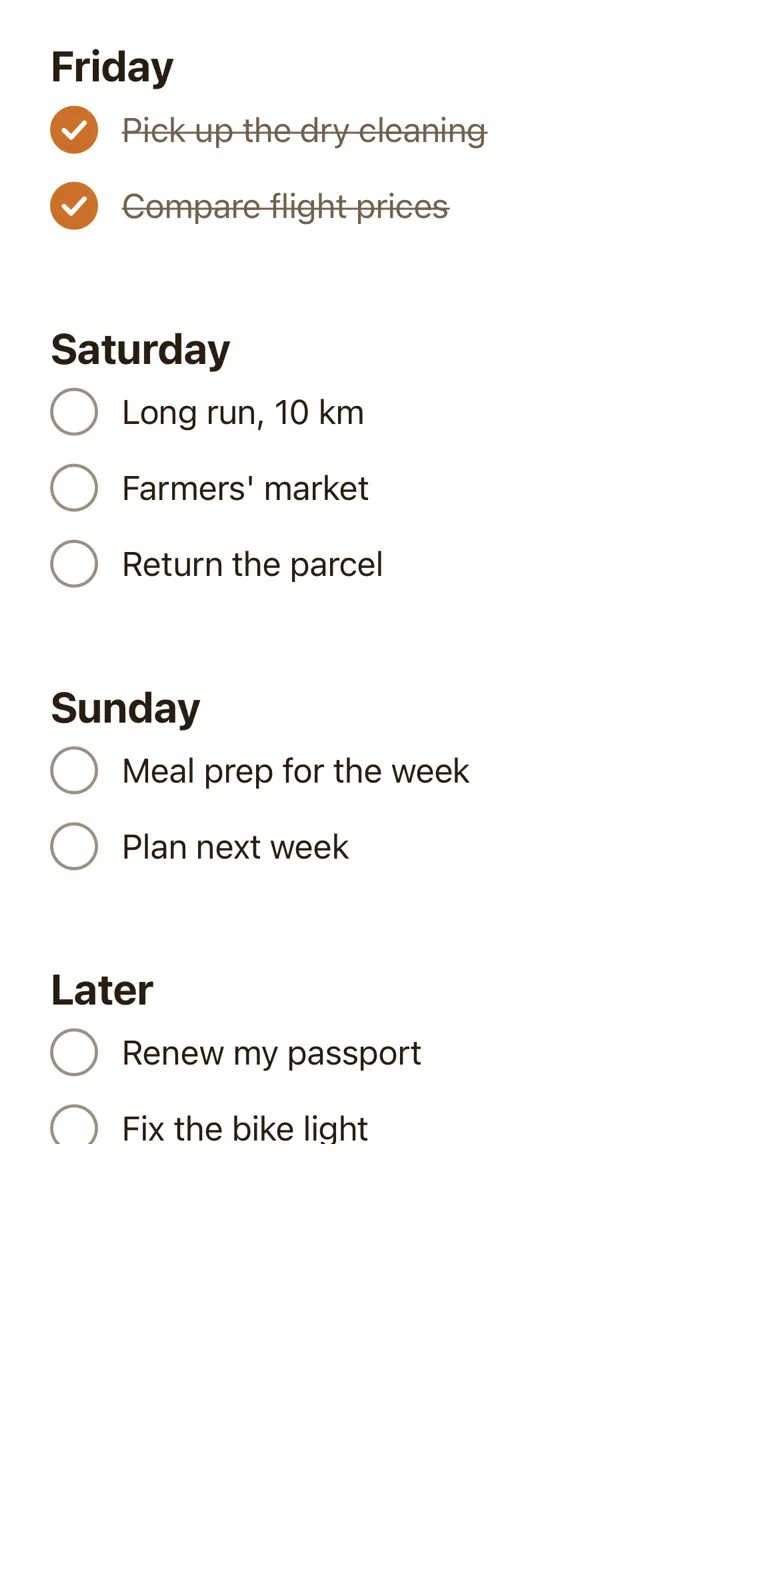 Friday
Pick up the dry cleaning
Compare flight prices
Saturday
Long run, 10 km
Farmers' market
Return the parcel
Sunday
Meal prep for the week
Plan next week
Later
Renew my passport
Fix the bike light